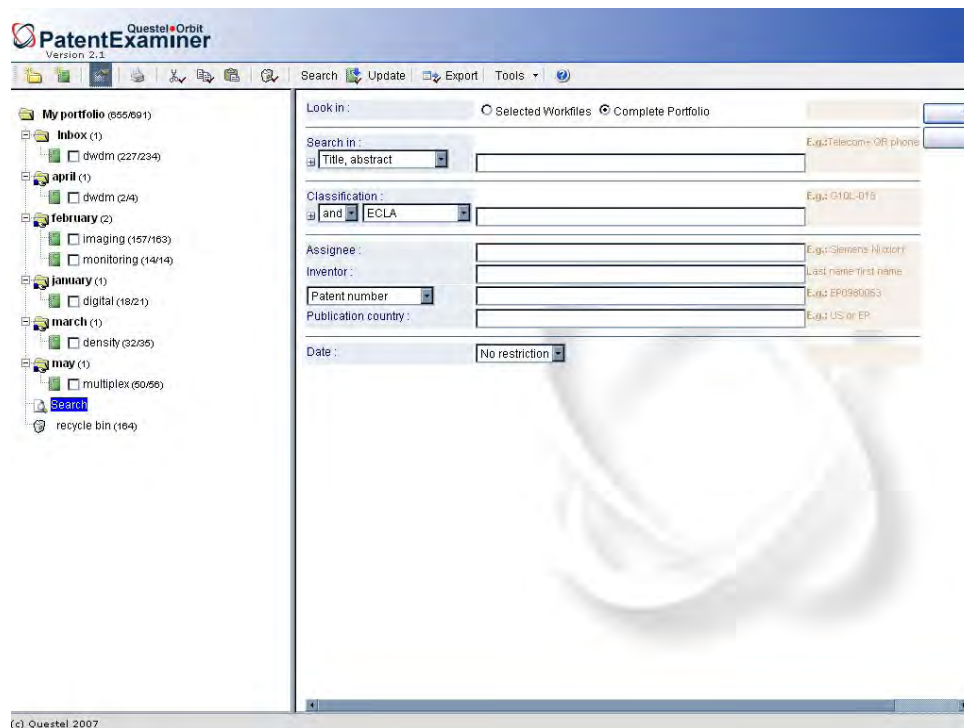 Questel•Orbit
PatentExaminer
Version 2.1
Search Update Export Tools
My portfolio (655/691)
Inbox (1)
dwdm (227/234)
april (1)
dwdm (2/4)
february (2)
imaging (157/163)
monitoring (14/14)
january (1)
digital (18/21)
march (1)
density (32/35)
may (1)
multiplex (50/56)
Search
recycle bin (164)
Look in :
Selected Workfiles Complete Portfolio
Search in :
E.g.:Telecom+ OR phone
Title, abstract
Classification :
E.g.: G10L-015
and ECLA
Assignee :
E.g.: Siemens Nixdorf
Inventor :
Last name first name
Patent number
E.g.: EP0980063
Publication country :
E.g.: US or EP
Date :
No restriction
(c) Questel 2007